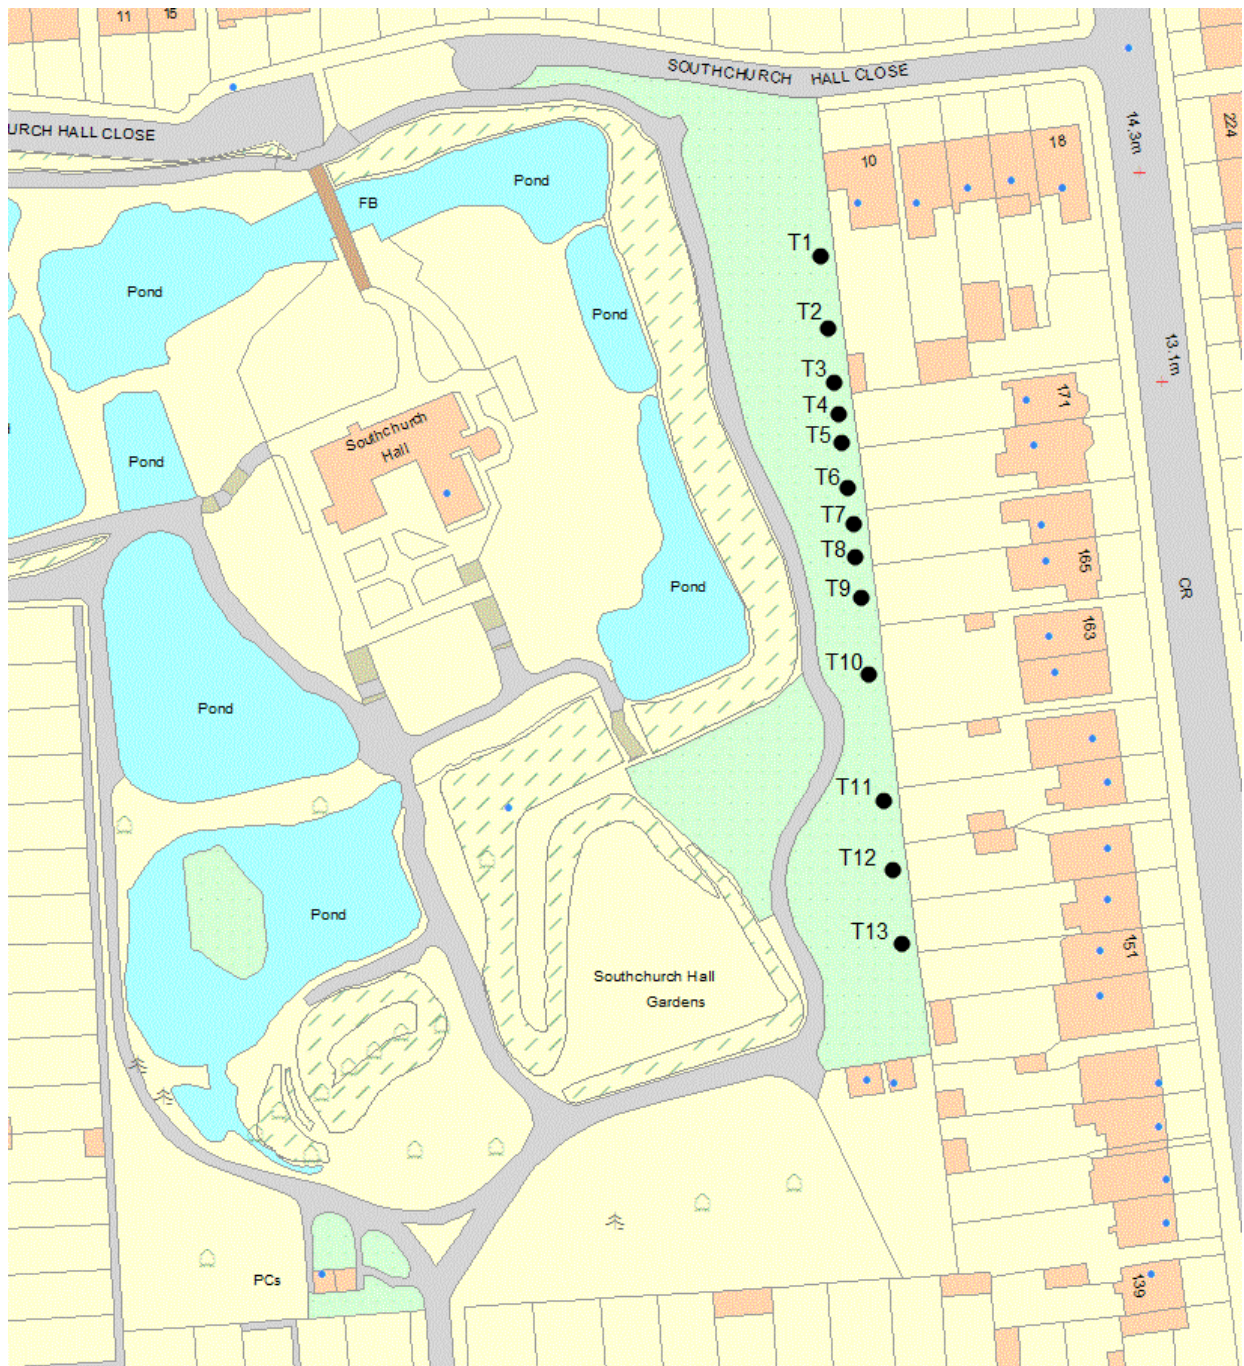 11
15
SOUTHCHURCH HALL CLOSE
URCH HALL CLOSE
14.3m
224
10
18
Pond
FB
T1
Pond
Pond
T2
13.1m
T3
171
T4
Southchurch
Hall
T5
Pond
T6
T7
T8
165
T9
Pond
CR
163
T10
Pond
T11
T12
Pond
T13
151
Southchurch Hall
Gardens
PCs
139